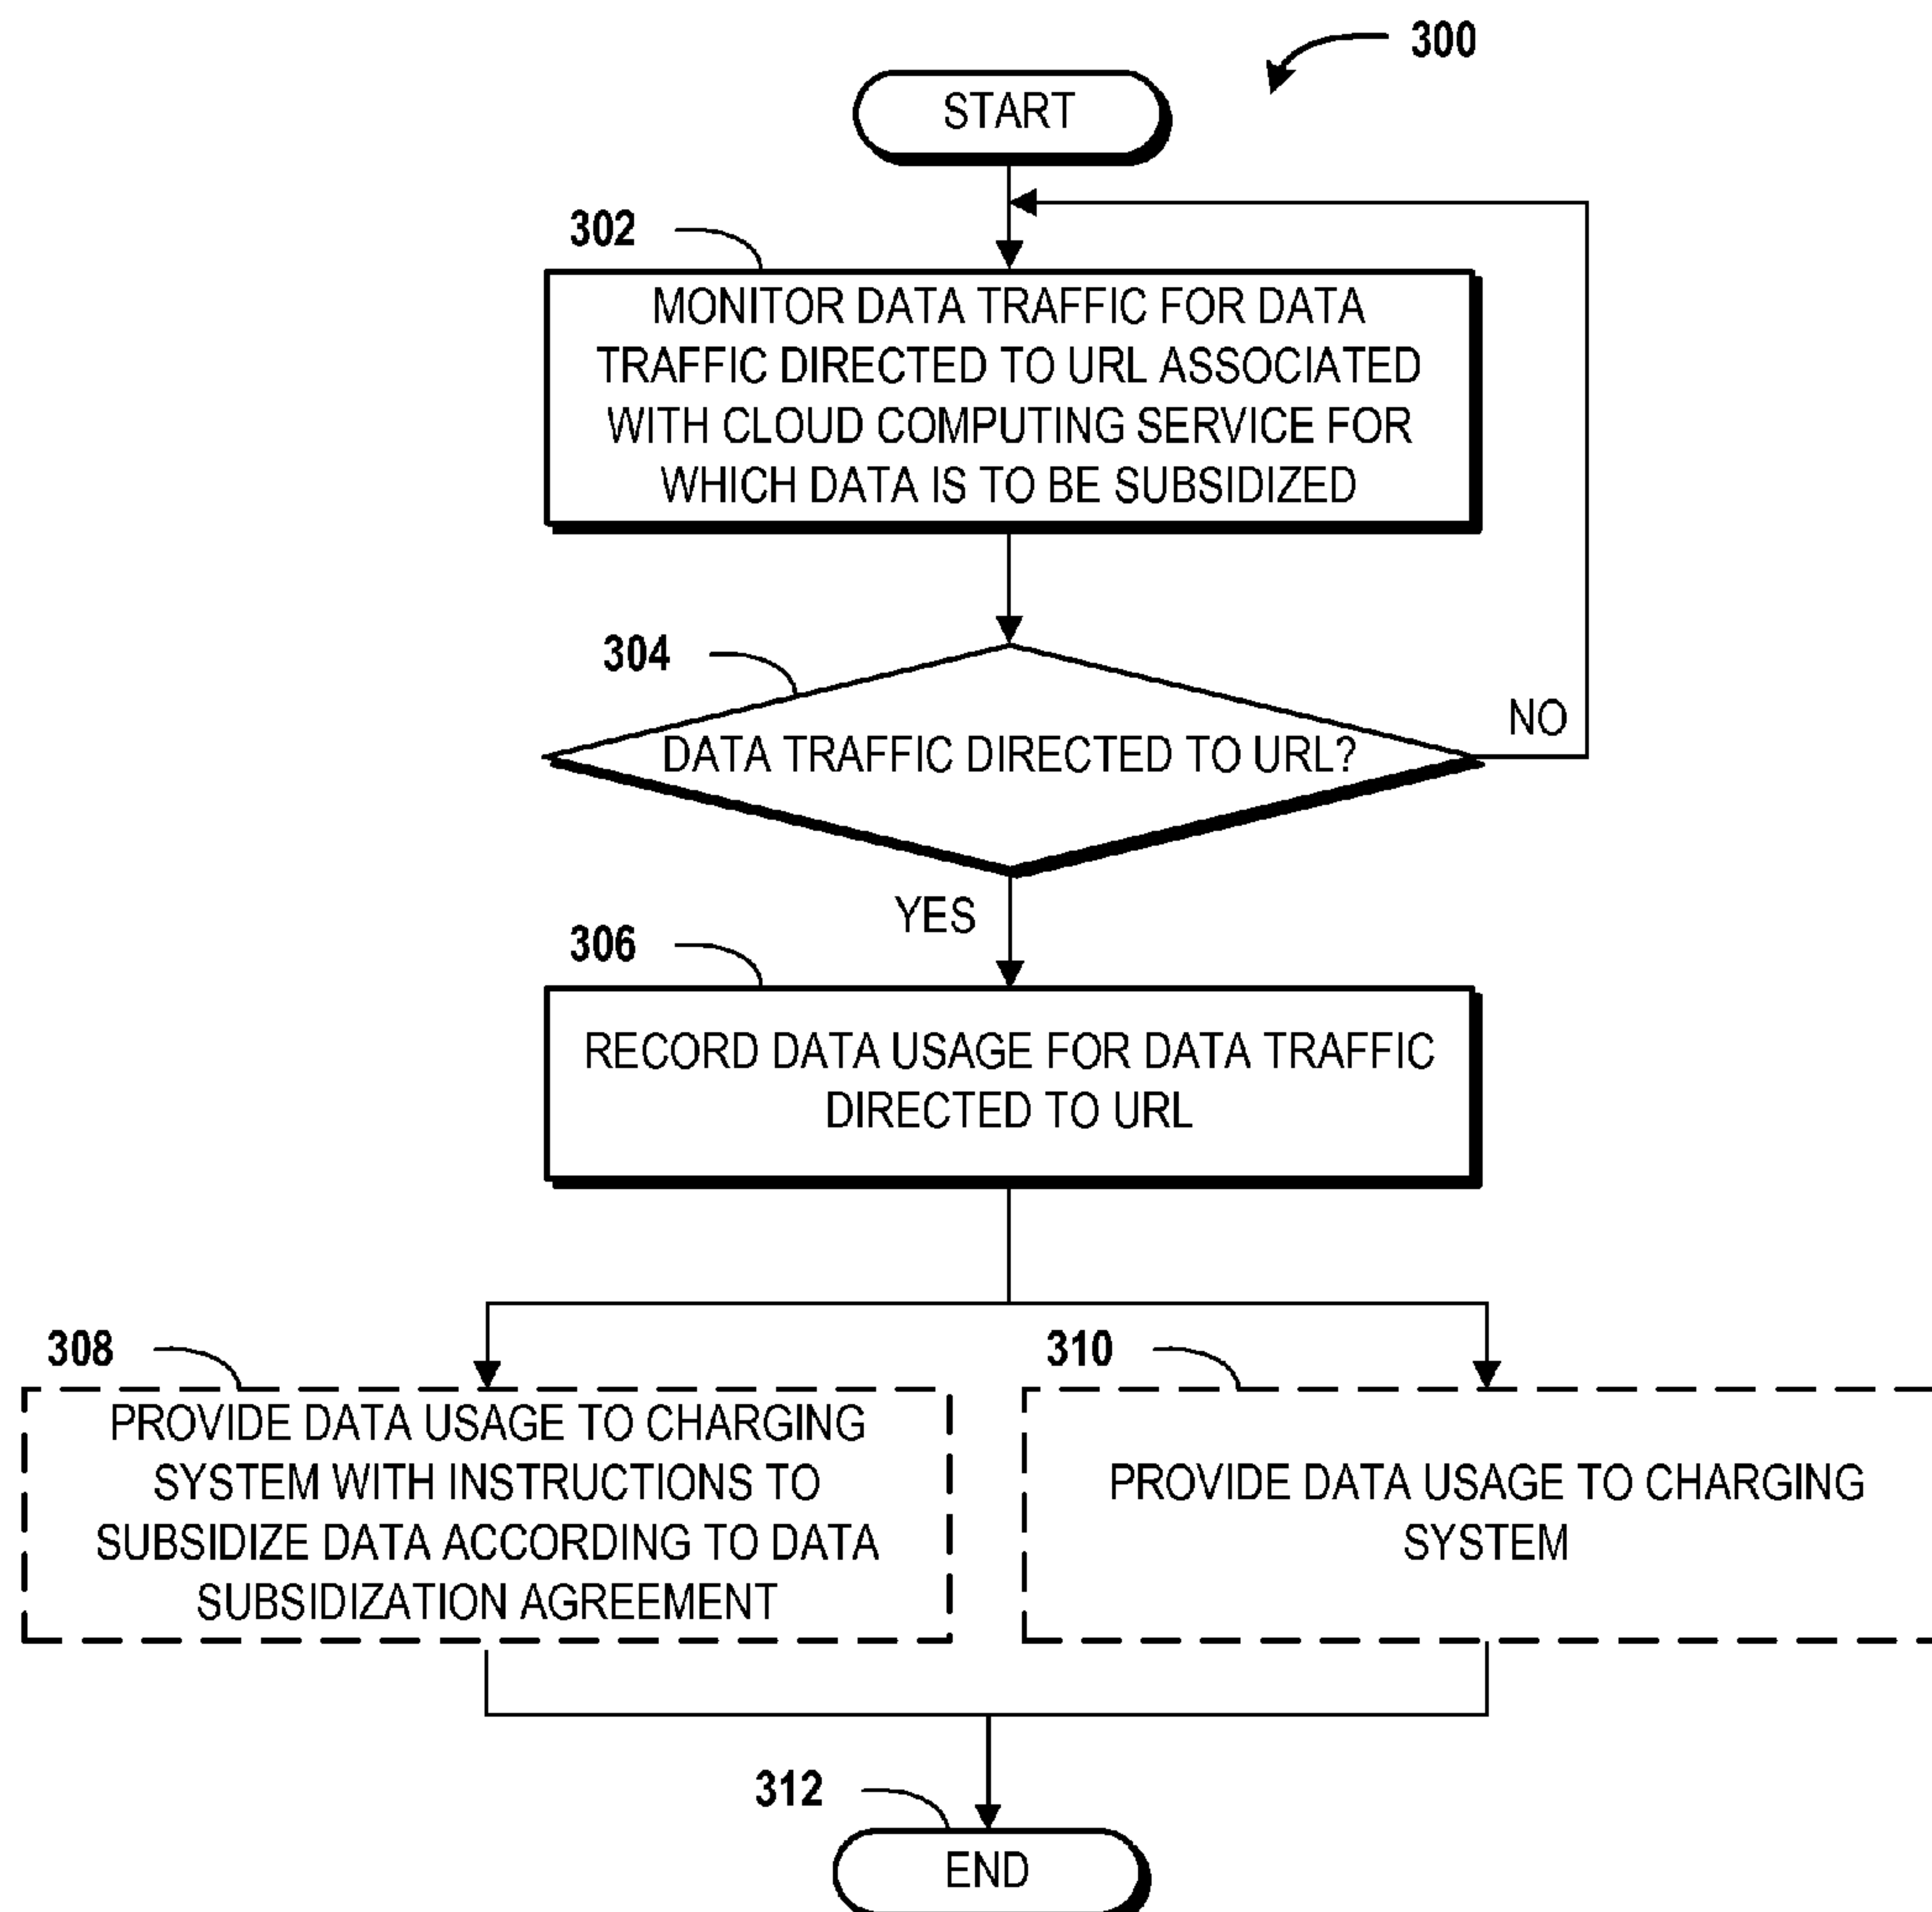 300
START
302
MONITOR DATA TRAFFIC FOR DATA
TRAFFIC DIRECTED TO URL ASSOCIATED
WITH CLOUD COMPUTING SERVICE FOR
WHICH DATA IS TO BE SUBSIDIZED
304
DATA TRAFFIC DIRECTED TO URL?
NO
YES
306
RECORD DATA USAGE FOR DATA TRAFFIC
DIRECTED TO URL
308
PROVIDE DATA USAGE TO CHARGING
SYSTEM WITH INSTRUCTIONS TO
SUBSIDIZE DATA ACCORDING TO DATA
SUBSIDIZATION AGREEMENT
310
PROVIDE DATA USAGE TO CHARGING
SYSTEM
312
END